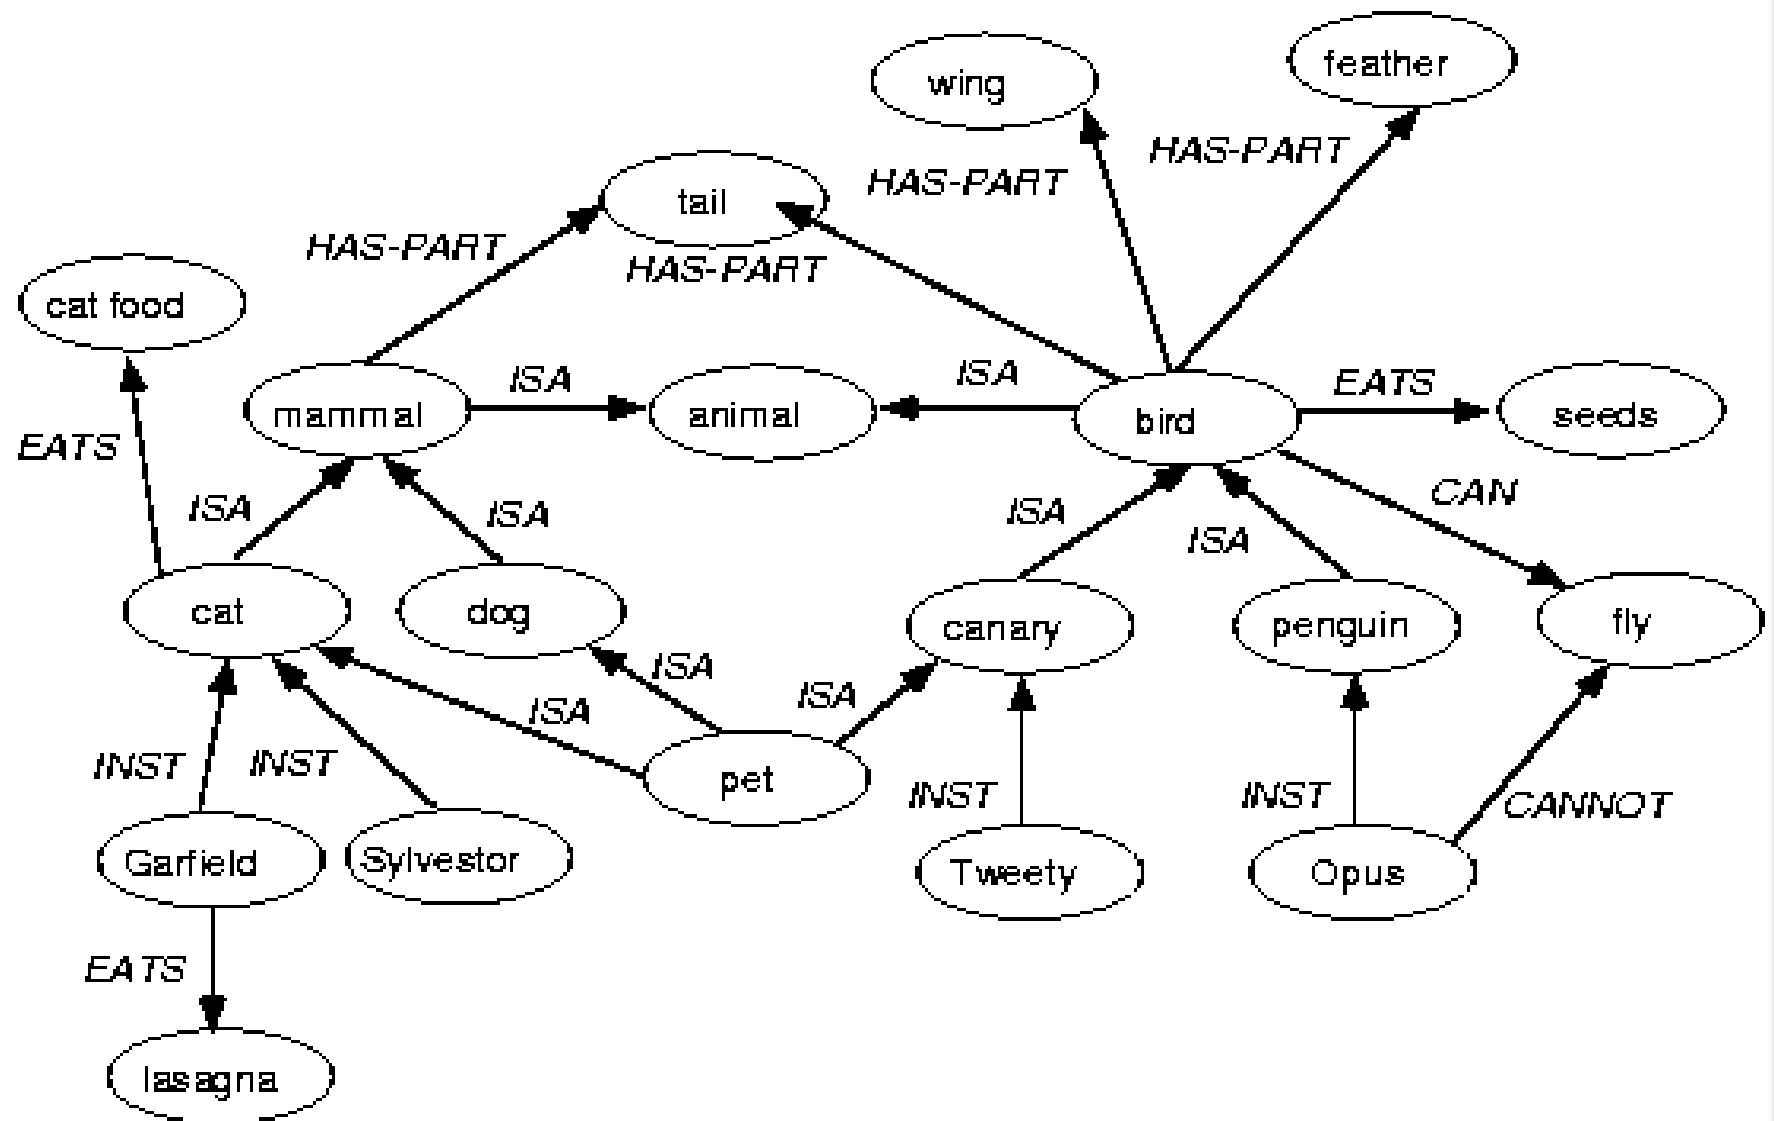 feather
wing
HAS-PART
HAS-PART
tail
HAS-PART
HAS-PART
cat food
ISA
ISA
EATS
mammal
animal
bird
seeds
EATS
CAN
ISA
ISA
ISA
ISA
cat
dog
canary
penguin
fly
ISA
ISA
ISA
INST
INST
pet
INST
INST
CANNOT
Garfield
Sylvestor
Tweety
Opus
EATS
lasagna